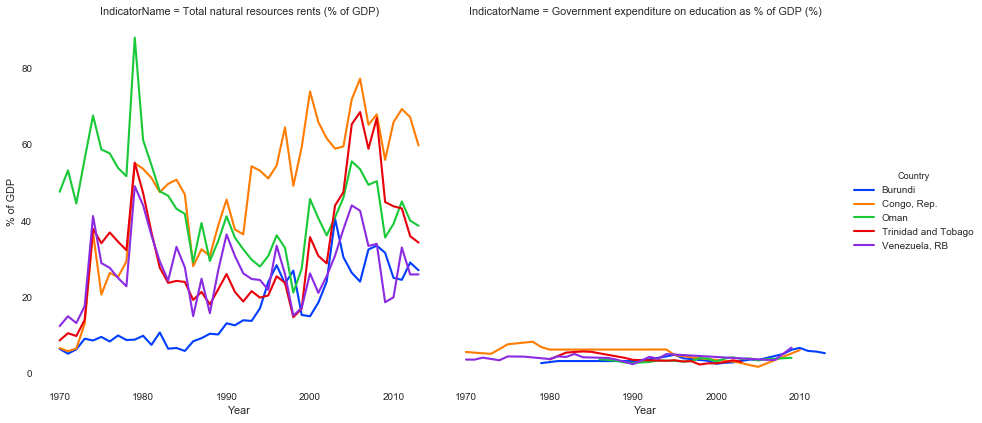 IndicatorName = Total natural resources rents (% of GDP)
IndicatorName = Government expenditure on education as % of GDP (%)
% of GDP
80
60
40
20
0
1970
1980
1990
2000
2010
Year
1970
1980
1990
2000
2010
Year
Country
Burundi
Congo, Rep.
Oman
Trinidad and Tobago
Venezuela, RB